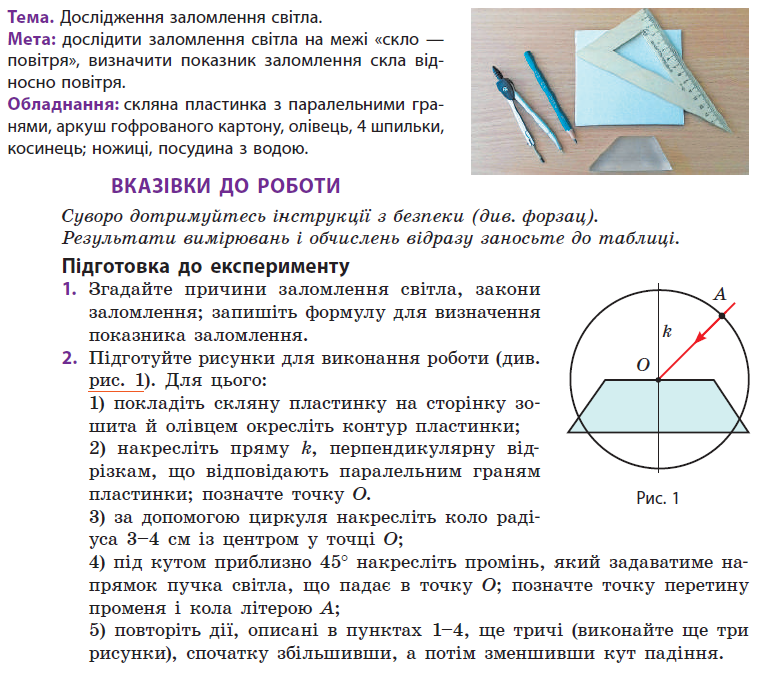 Тема. Дослідження заломлення світла.
Мета: дослідити заломлення світла на межі «скло —
повітря», визначити показник заломлення скла від-
носно повітря.
Обладнання: скляна пластинка з паралельними гра-
нями, аркуш гофрованого картону, олівець, 4 шпильки,
косинець; ножиці, посудина з водою.
ВКАЗІВКИ ДО РОБОТИ
Суворо дотримуйтесь інструкції з безпеки (див. форзац).
Результати вимірювань і обчислень відразу заносьте до таблиці.
Підготовка до експерименту
1. Згадайте причини заломлення світла, закони
заломлення; запишіть формулу для визначення
показника заломлення.
2. Підготуйте рисунки для виконання роботи (див.
рис. 1). Для цього:
1) покладіть скляну пластинку на сторінку зо-
шита й олівцем окресліть контур пластинки;
2) накресліть пряму k, перпендикулярну від-
різкам, що відповідають паралельним граням
пластинки; позначте точку O.
3) за допомогою циркуля накресліть коло раді-
уса 3–4 см із центром у точці O;
4) під кутом приблизно 45° накресліть промінь, який задаватиме на-
прямок пучка світла, що падає в точку O; позначте точку перетину
променя і кола літерою A;
5) повторіть дії, описані в пунктах 1–4, ще тричі (виконайте ще три
рисунки), спочатку збільшивши, а потім зменшивши кут падіння.
A
k
O
Рис. 1